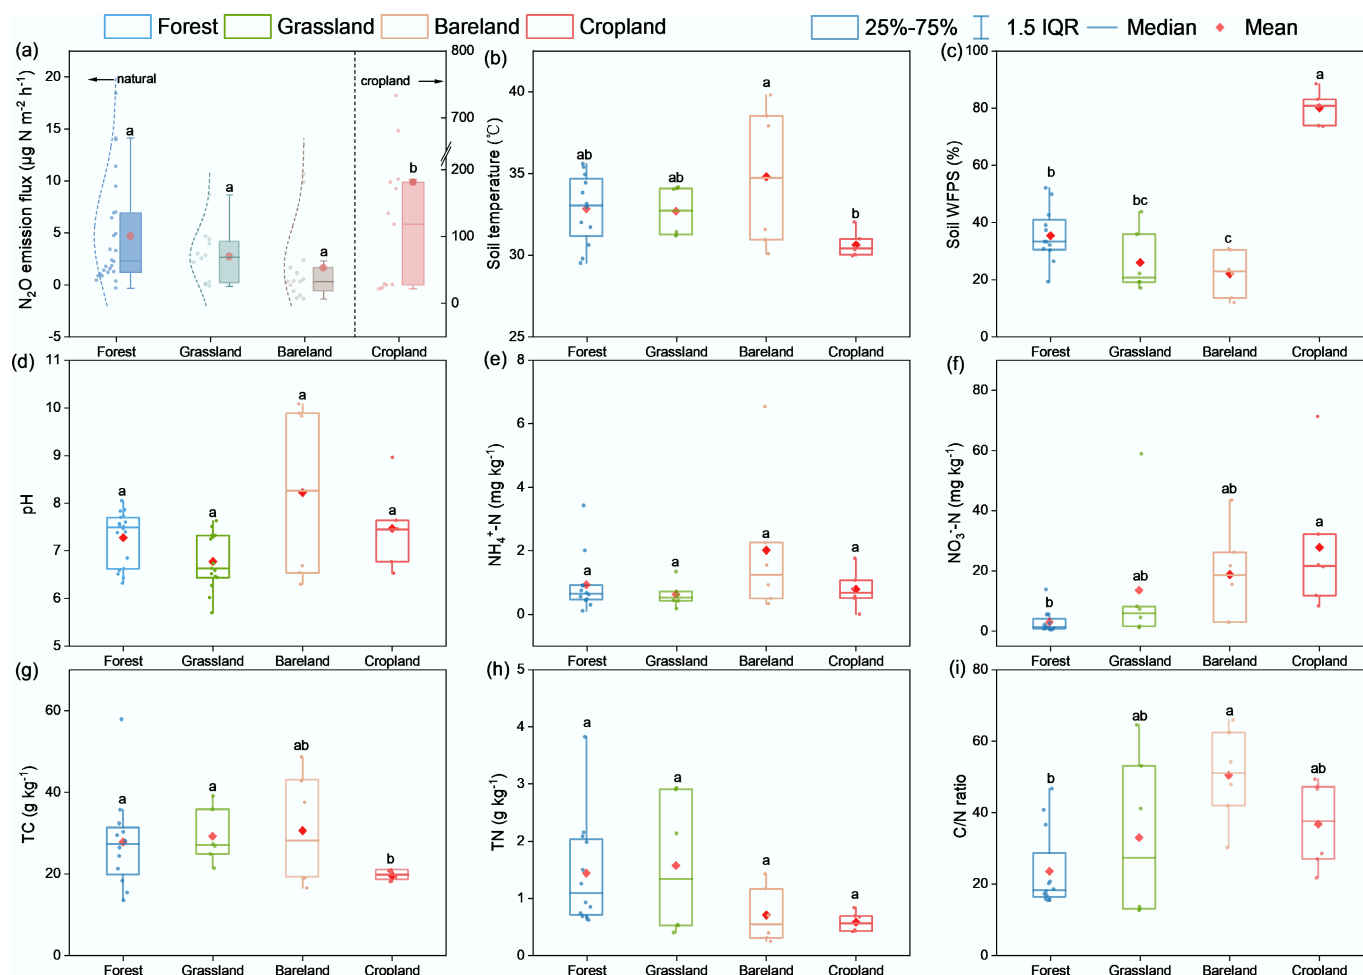 Forest Grassland Bareland Cropland 25%-75% 1.5 IQR Median Mean
(a)
N₂O emission flux (μg N m⁻² h⁻¹)
20
15
10
5
0
-5
natural
cropland
800
700
200
100
0
a
a
a
b
Forest Grassland Bareland Cropland
(b)
Soil temperature (℃)
40
35
30
25
ab
ab
a
b
Forest Grassland Bareland Cropland
(c)
Soil WFPS (%)
100
80
60
40
20
0
b
bc
c
a
Forest Grassland Bareland Cropland
(d)
pH
11
10
9
8
7
6
5
a
a
a
a
Forest Grassland Bareland Cropland
(e)
NH₄⁺-N (mg kg⁻¹)
8
6
4
2
0
a
a
a
a
Forest Grassland Bareland Cropland
(f)
NO₃⁻-N (mg kg⁻¹)
80
60
40
20
0
b
ab
ab
a
Forest Grassland Bareland Cropland
(g)
TC (g kg⁻¹)
60
40
20
0
a
a
ab
b
Forest Grassland Bareland Cropland
(h)
TN (g kg⁻¹)
5
4
3
2
1
0
a
a
a
a
Forest Grassland Bareland Cropland
(i)
C/N ratio
80
60
40
20
0
b
ab
a
ab
Forest Grassland Bareland Cropland